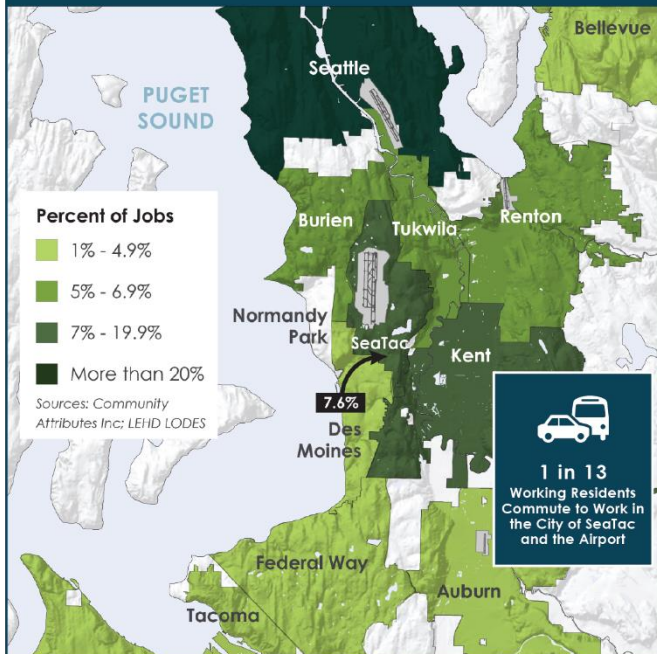 Bellevue
Seattle
PUGET
SOUND
Percent of Jobs
1% - 4.9%
5% - 6.9%
7% - 19.9%
More than 20%
Sources: Community
Attributes Inc; LEHD LODES
Burien
Tukwila
Renton
Normandy
Park
SeaTac
Kent
7.6%
Des
Moines
1 in 13
Working Residents
Commute to Work in
the City of SeaTac
and the Airport
Federal Way
Auburn
Tacoma